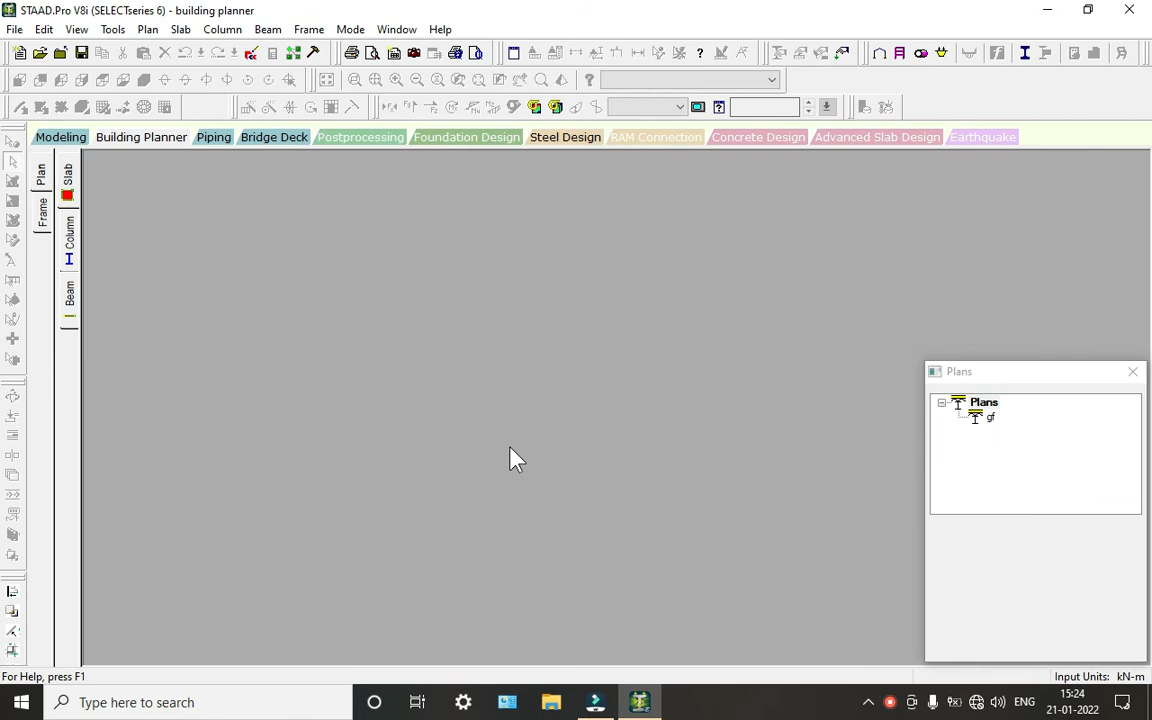 STAAD.Pro V8i (SELECTseries 6) - building planner
File Edit View Tools Plan Slab Column Beam Frame Mode Window Help
Modeling Building Planner Piping Bridge Deck Postprocessing Foundation Design Steel Design RAM Connection Concrete Design Advanced Slab Design Earthquake
Plan
Frame
Slab
Column
Beam
Plans
Plans
gf
For Help, press F1
Input Units: kN-m
Type here to search
ENG
15:24
21-01-2022